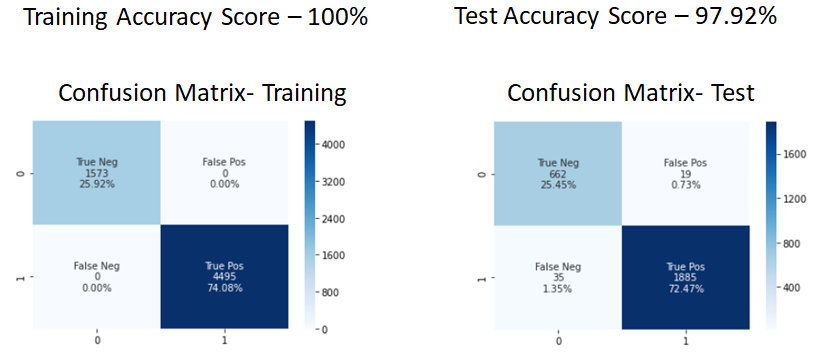 Training Accuracy Score – 100%
Test Accuracy Score – 97.92%
Confusion Matrix- Training
Confusion Matrix- Test
True Neg
1573
25.92%
False Pos
0
0.00%
False Neg
0
0.00%
True Pos
4495
74.08%
0
1
0
1
4000
3200
2400
1600
800
0
True Neg
662
25.45%
False Pos
19
0.73%
False Neg
35
1.35%
True Pos
1885
72.47%
0
1
0
1
1600
1200
800
400